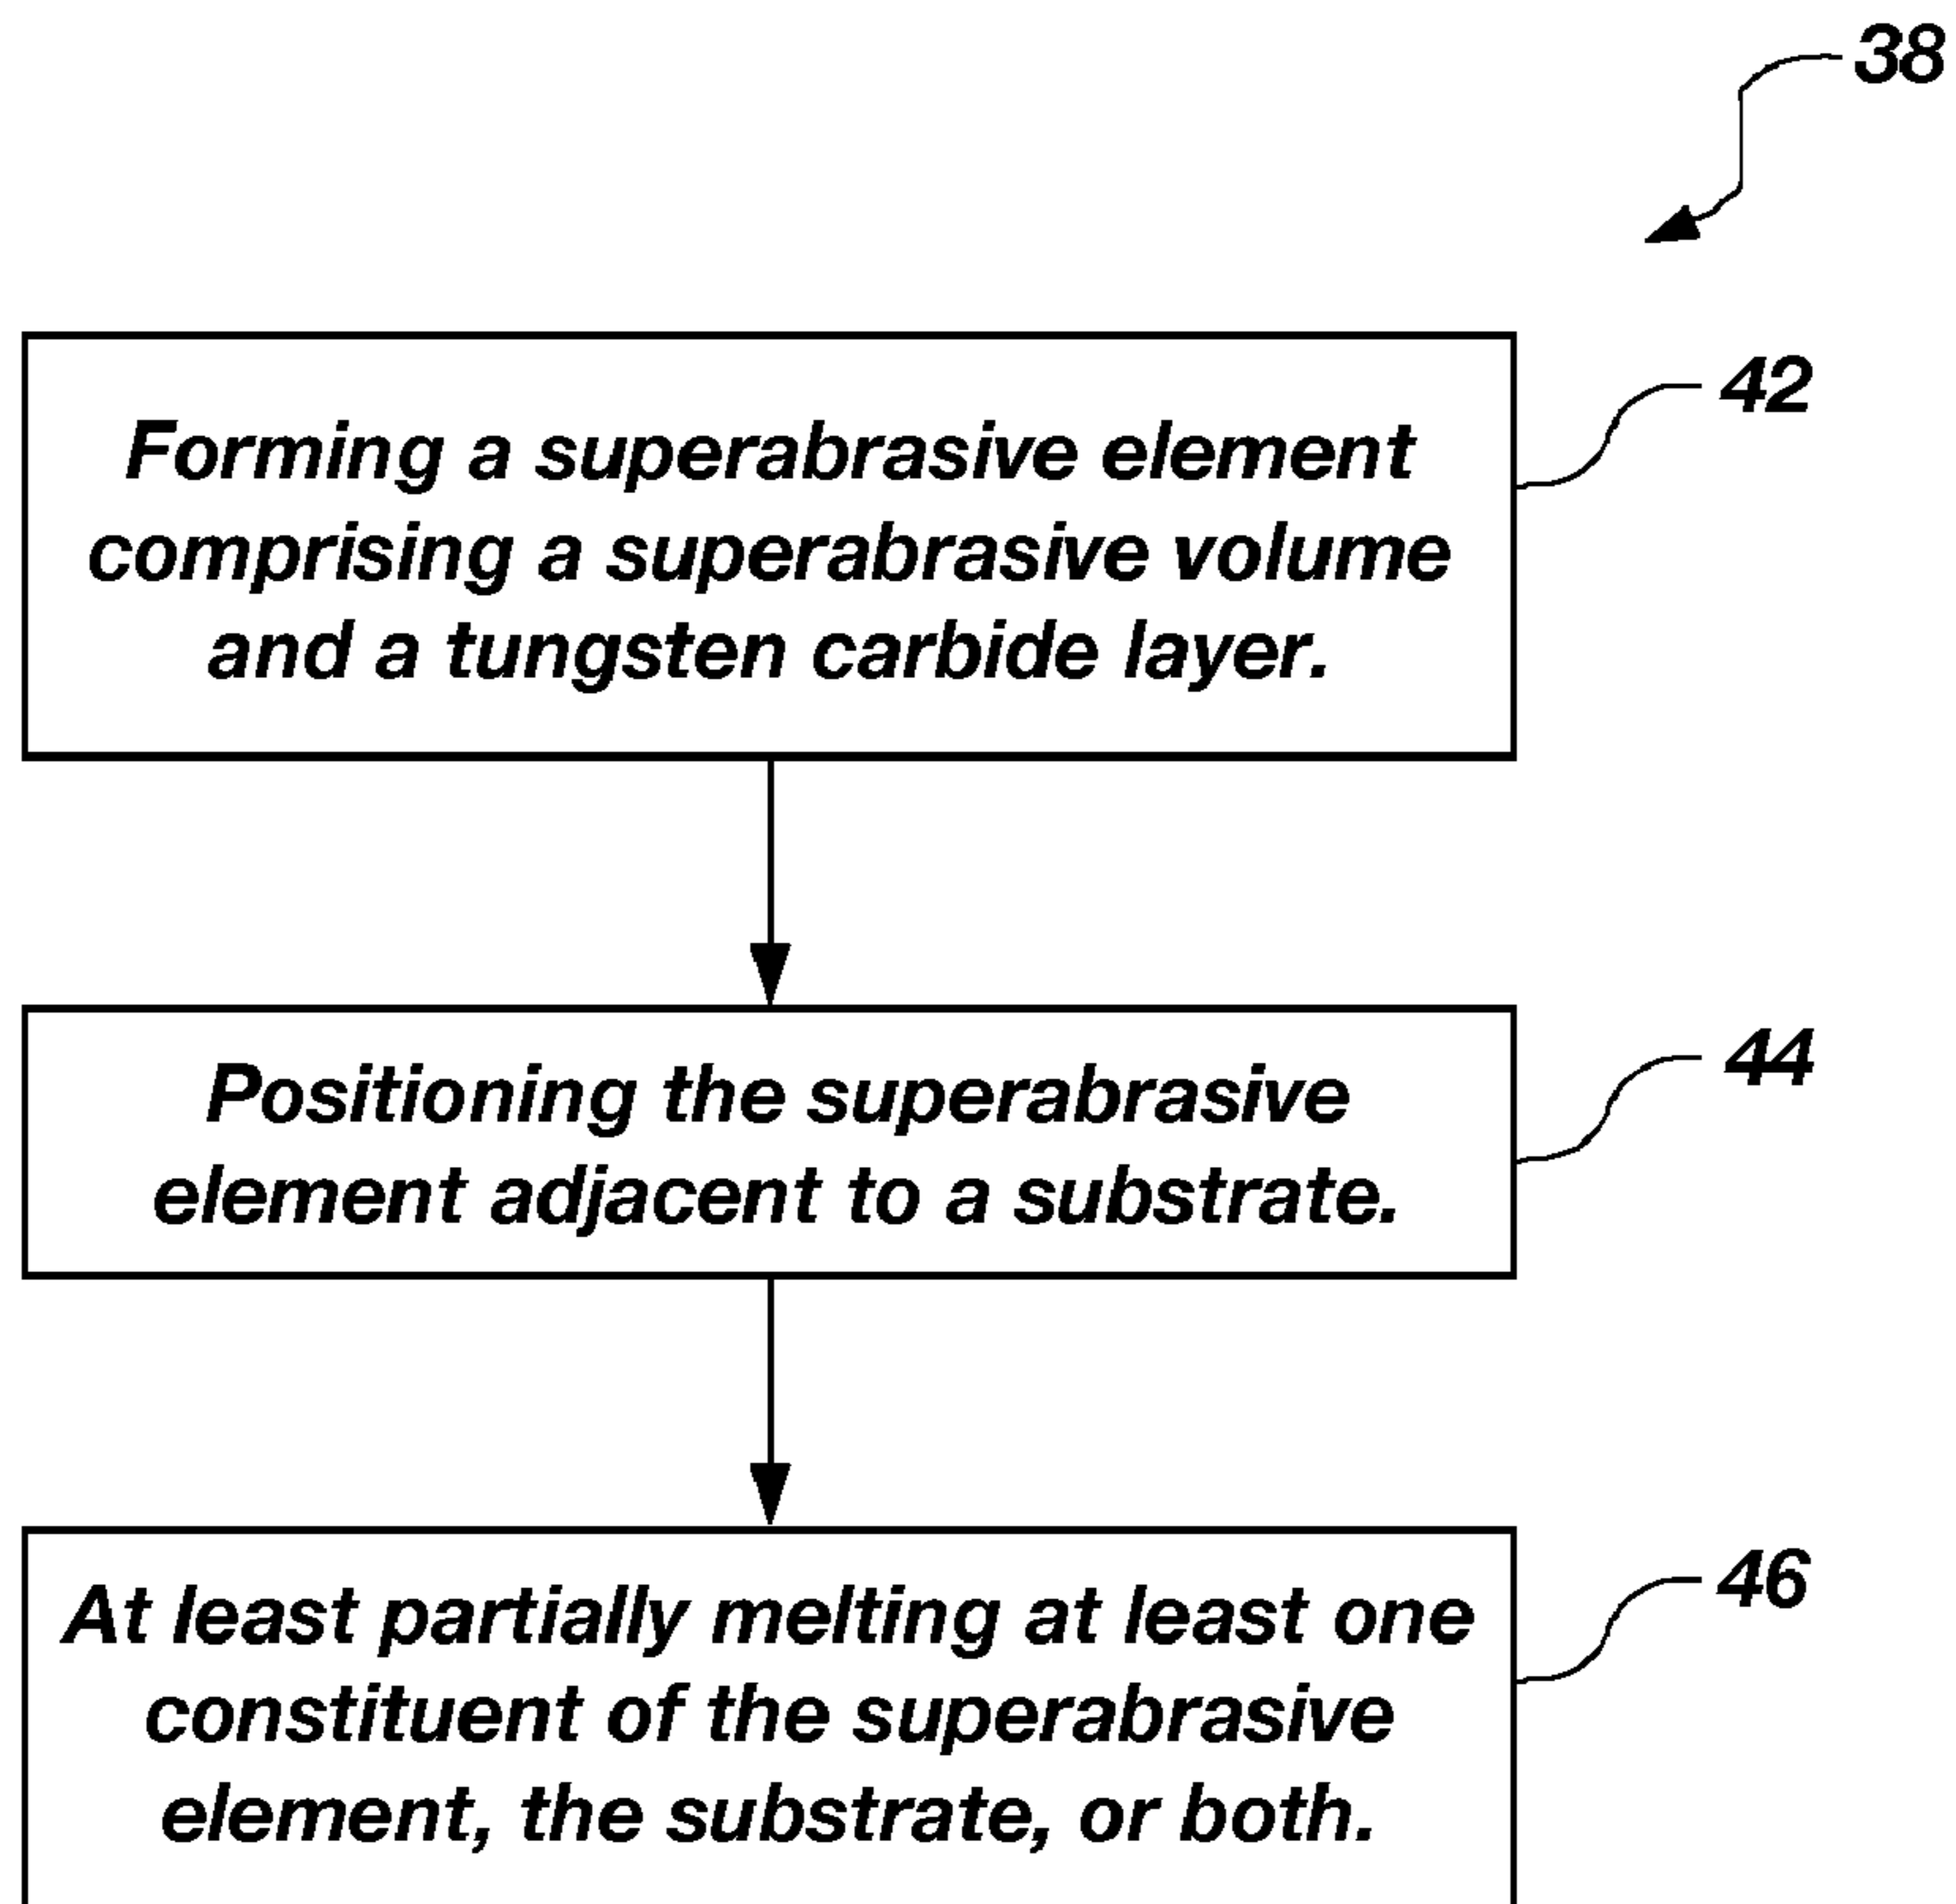 38
42
Forming a superabrasive element
comprising a superabrasive volume
and a tungsten carbide layer.
44
Positioning the superabrasive
element adjacent to a substrate.
46
At least partially melting at least one
constituent of the superabrasive
element, the substrate, or both.